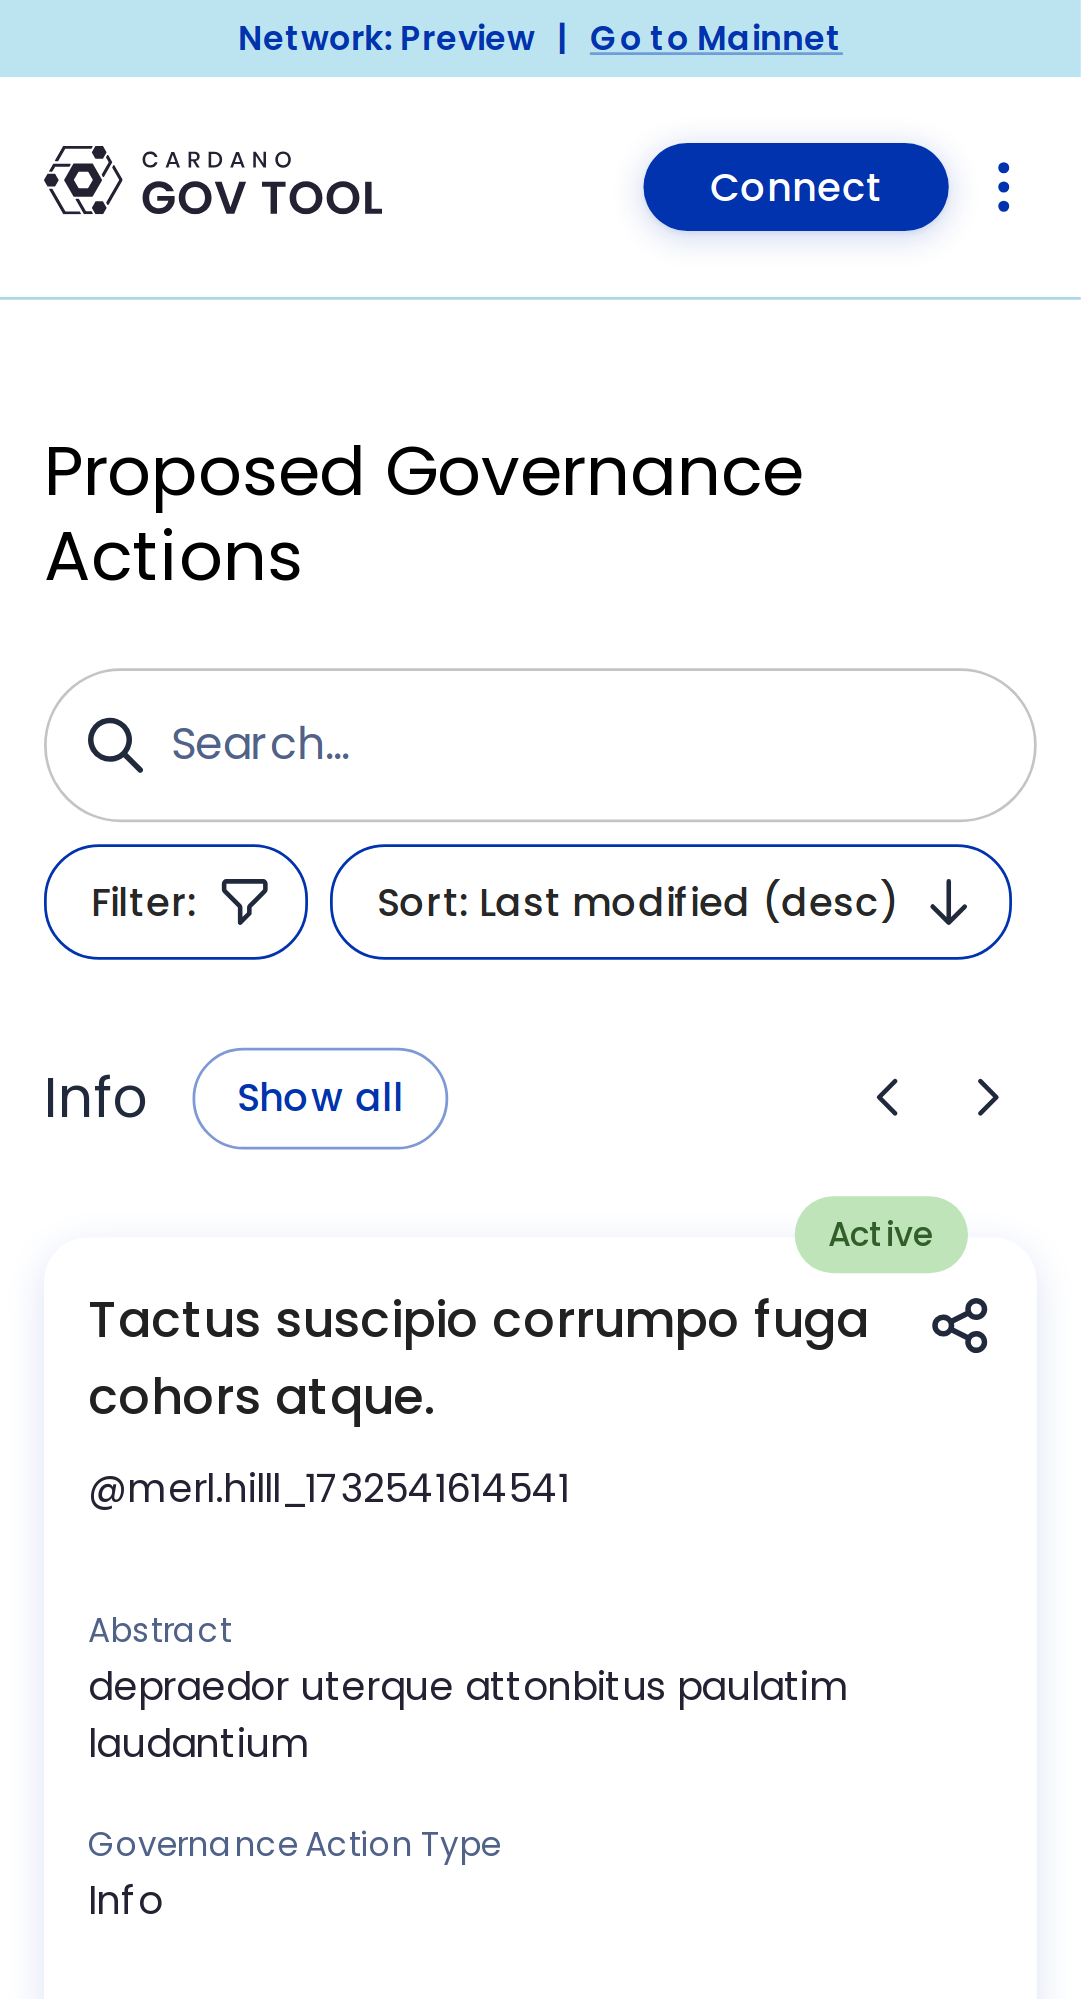 Network: Preview | Go to Mainnet
CARDANO
GOV TOOL
Connect
Proposed Governance
Actions
Search...
Filter:
Sort: Last modified (desc)
Info
Show all
Active
Tactus suscipio corrumpo fuga
cohors atque.
@merl.hilll_1732541614541
Abstract
depraedor uterque attonbitus paulatim
laudantium
Governance Action Type
Info